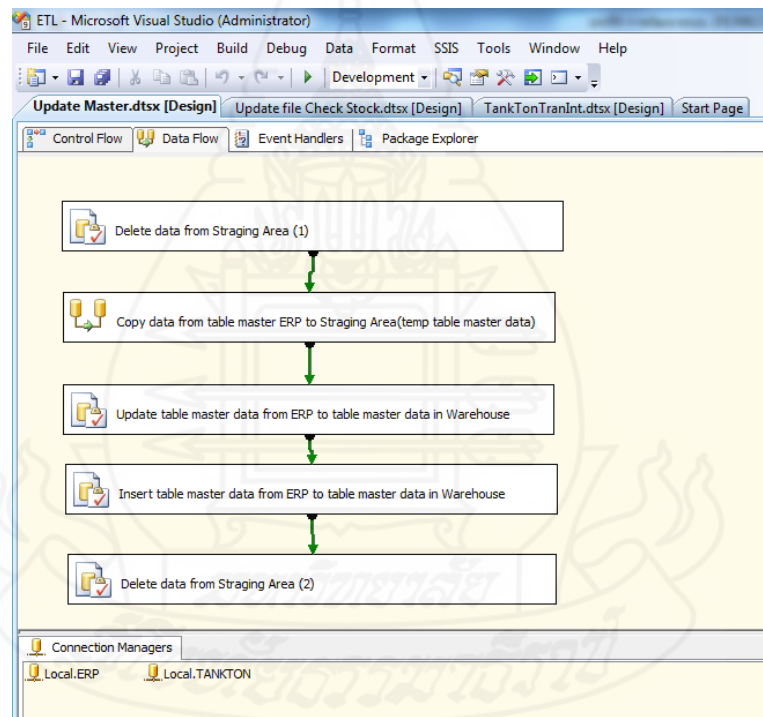 ETL - Microsoft Visual Studio (Administrator)
File Edit View Project Build Debug Data Format SSIS Tools Window Help
Development
Update Master.dtsx [Design] Update file Check Stock.dtsx [Design] TankTonTranInt.dtsx [Design] Start Page
Control Flow Data Flow Event Handlers Package Explorer
Delete data from Straging Area (1)
Copy data from table master ERP to Straging Area(temp table master data)
Update table master data from ERP to table master data in Warehouse
Insert table master data from ERP to table master data in Warehouse
Delete data from Straging Area (2)
Connection Managers
Local.ERP Local.TANKTON